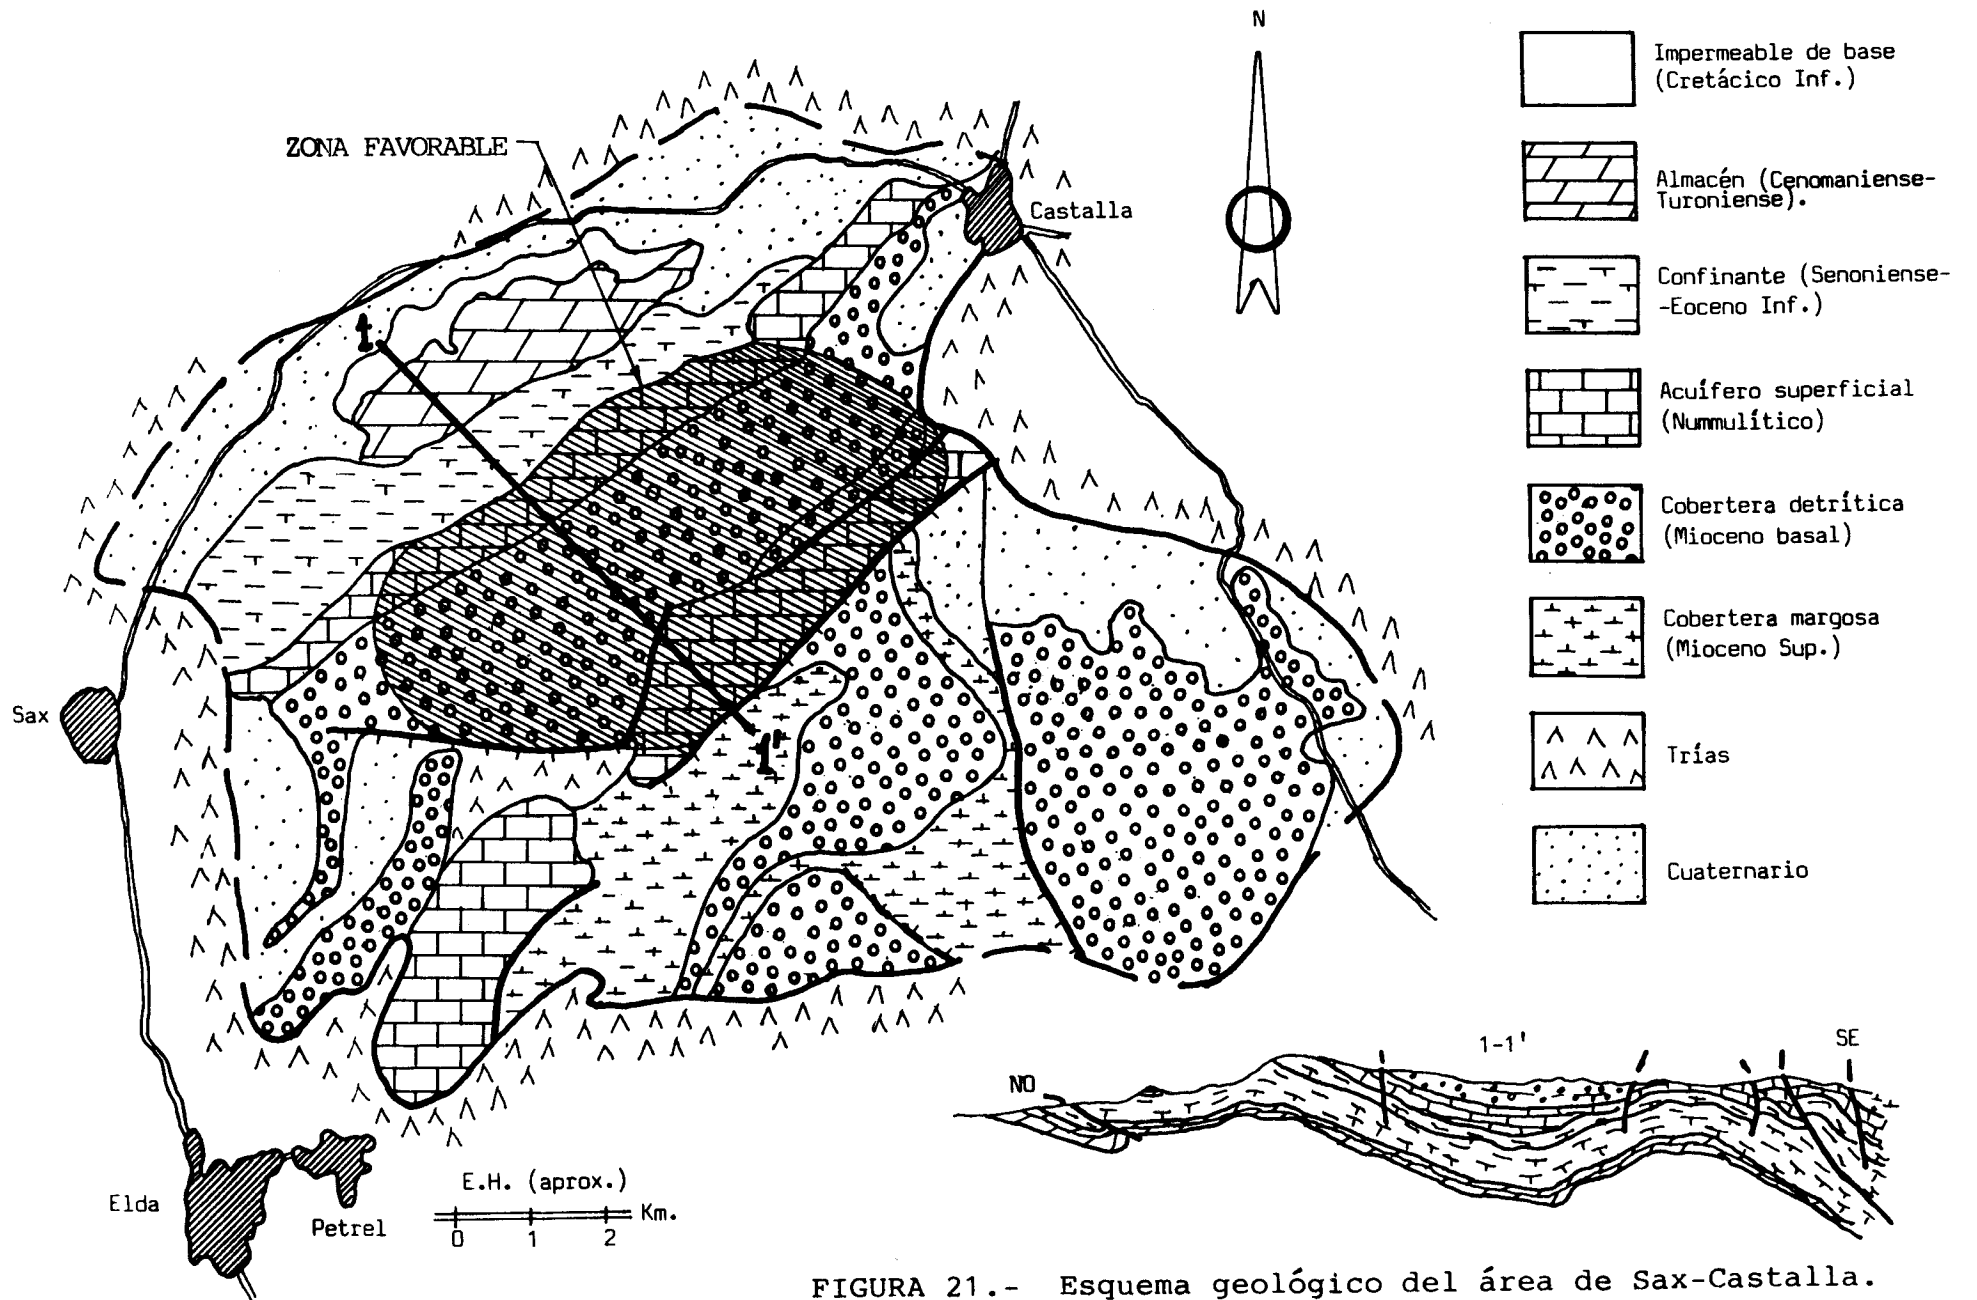 N
ZONA FAVORABLE
Castalla
1
1'
Sax
Elda
Petrel
E.H. (aprox.)
Km.
0 1 2
Impermeable de base
(Cretácico Inf.)
Almacén (Cenomaniense-
Turoniense).
Confinante (Senoniense-
-Eoceno Inf.)
Acuífero superficial
(Nummulítico)
Cobertera detrítica
(Mioceno basal)
Cobertera margosa
(Mioceno Sup.)
Trías
Cuaternario
1-1'
NO
SE
FIGURA 21.- Esquema geológico del área de Sax-Castalla.